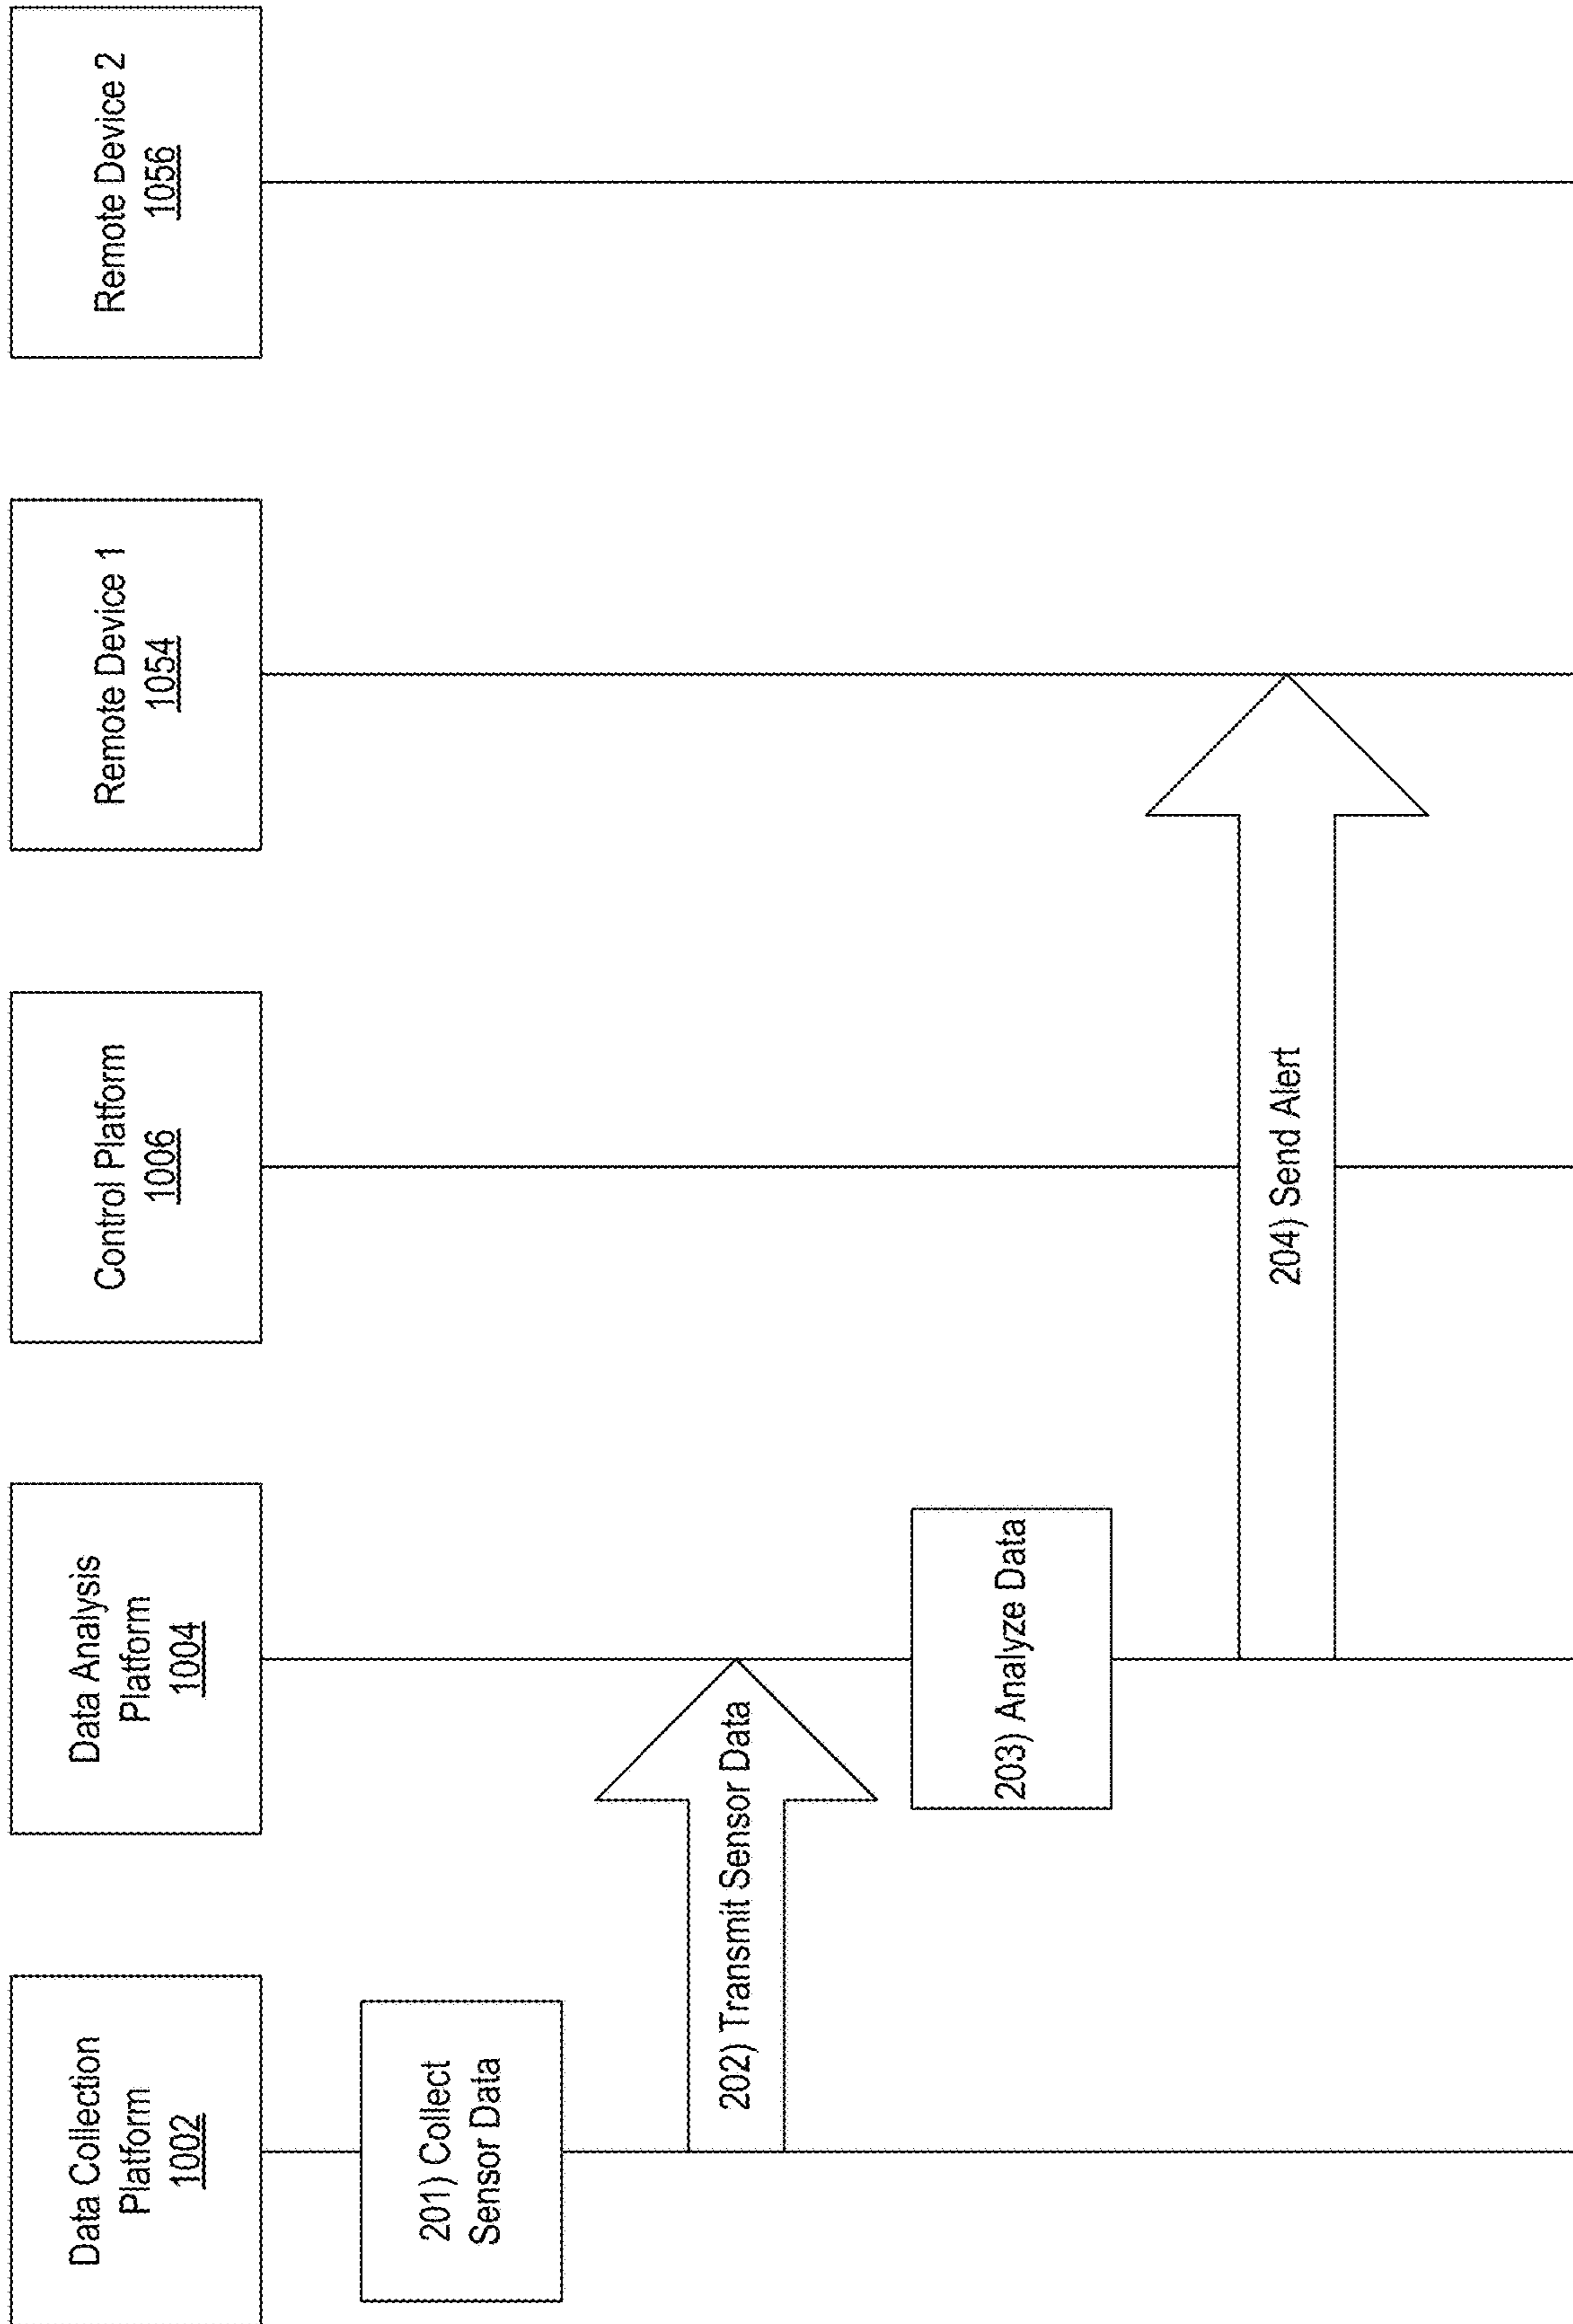 Data Collection
Platform
1002
Data Analysis
Platform
1004
Control Platform
1006
Remote Device 1
1054
Remote Device 2
1056
201) Collect
Sensor Data
202) Transmit Sensor Data
203) Analyze Data
204) Send Alert